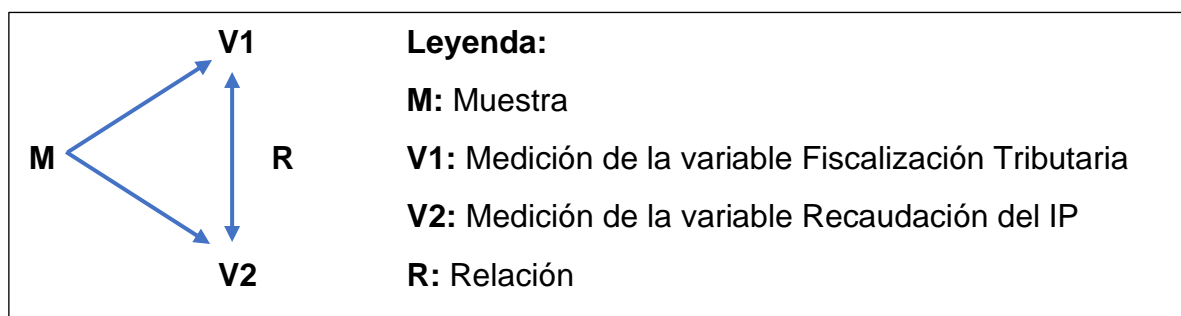 V1
M
R
V2
Leyenda:
M: Muestra
V1: Medición de la variable Fiscalización Tributaria
V2: Medición de la variable Recaudación del IP
R: Relación